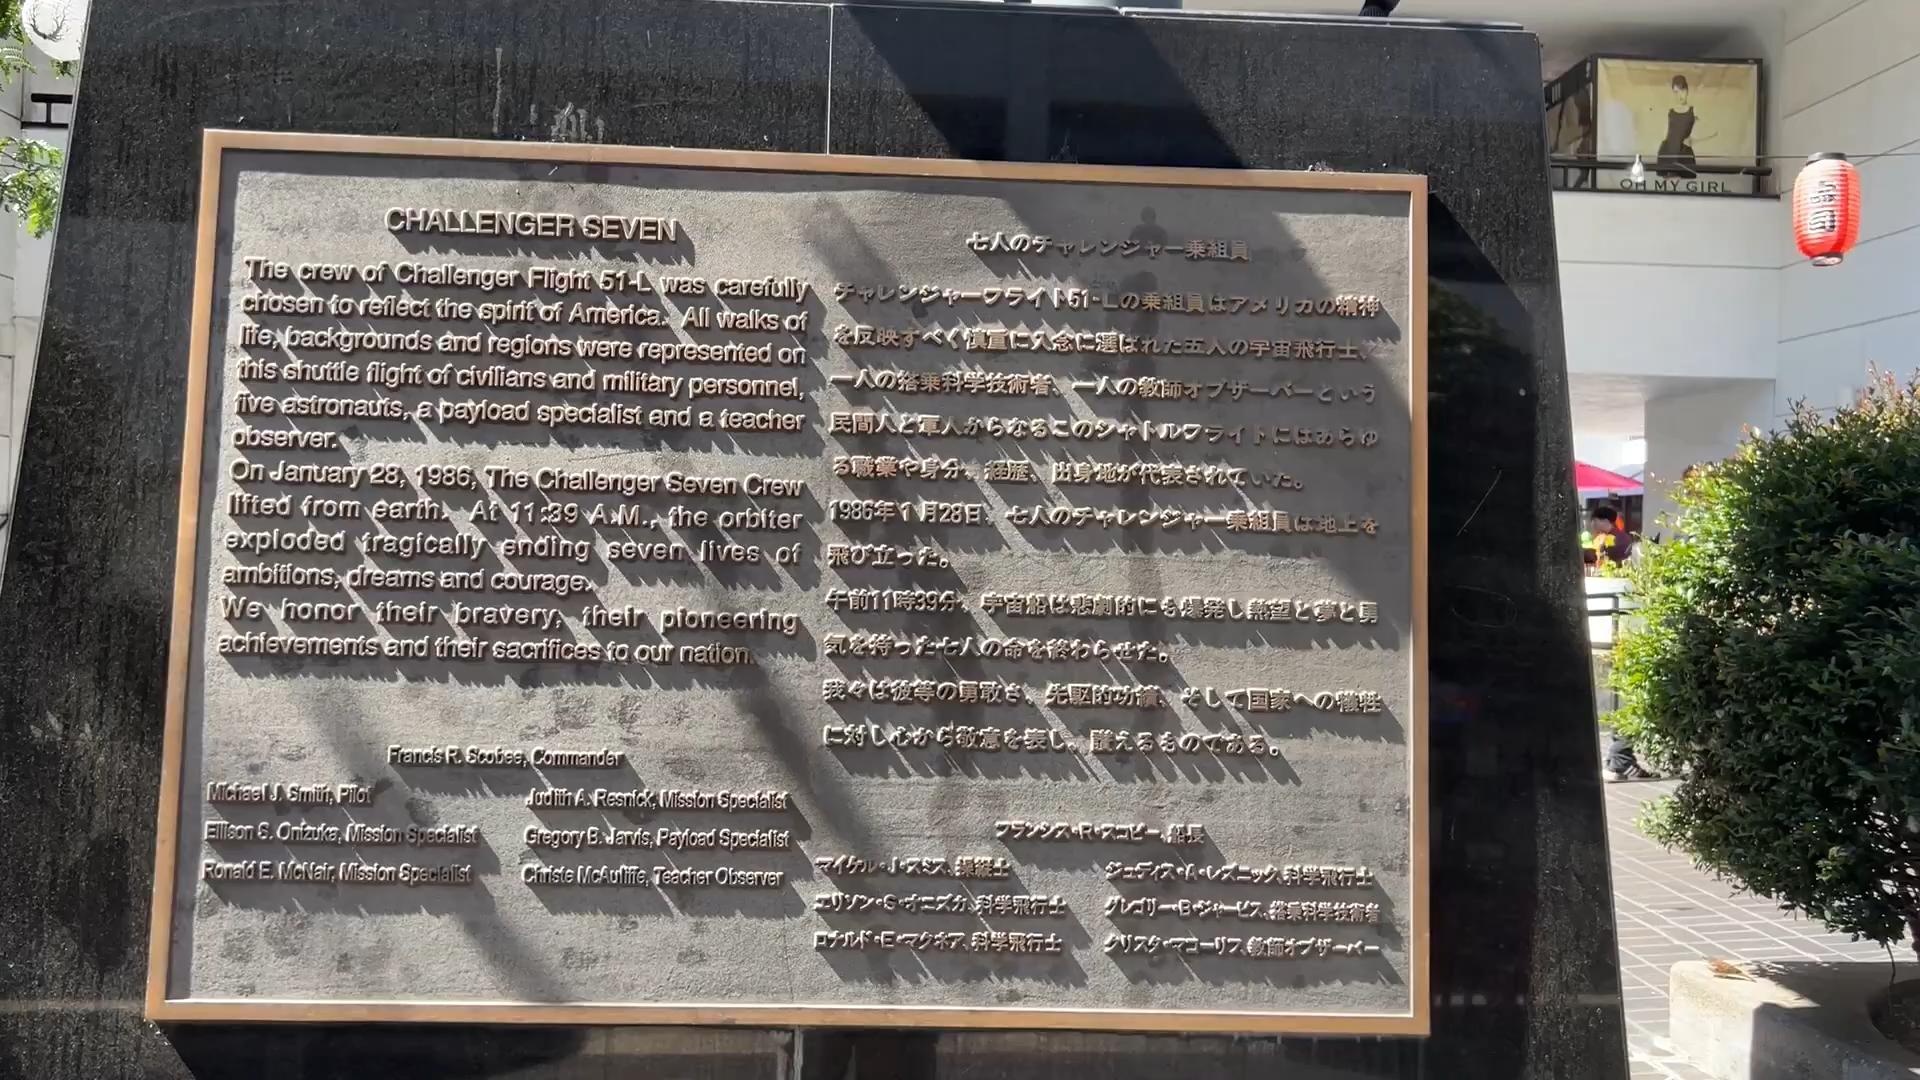 CHALLENGER SEVEN
The crew of Challenger Flight 51-L was carefully
chosen to reflect the spirit of America. All walks of
life, backgrounds and regions were represented on
this shuttle flight of civilians and military personnel,
five astronauts, a payload specialist and a teacher
observer.
On January 28, 1986, The Challenger Seven Crew
lifted from earth. At 11:39 A.M., the orbiter
exploded tragically ending seven lives of
ambitions, dreams and courage.
We honor their bravery, their pioneering
achievements and their sacrifices to our nation.
Francis R. Scobee, Commander
Michael J. Smith, Pilot
Judith A. Resnick, Mission Specialist
Ellison S. Onizuka, Mission Specialist
Gregory B. Jarvis, Payload Specialist
Ronald E. McNair, Mission Specialist
Christe McAuliffe, Teacher Observer
七人のチャレンジャー乗組員
チャレンジャーフライト51-Lの乗組員はアメリカの精神
を反映すべく慎重に入念に選ばれた五人の宇宙飛行士、
一人の搭乗科学技術者、一人の教師オブザーバーという
民間人と軍人からなるこのシャトルフライトにはあらゆ
る職業や身分、経歴、出身地が代表されていた。
1986年1月28日、七人のチャレンジャー乗組員は地上を
飛び立った。
午前11時39分、宇宙船は悲劇的にも爆発し熱望と夢と勇
気を持った七人の命を終わらせた。
我々は彼等の勇敢さ、先駆的功績、そして国家への犠牲
に対し心から敬意を表し、讃えるものである。
フランシス・R・スコビー、船長
マイケル・J・スミス、操縦士
ジュディス・A・レズニック、科学飛行士
エリソン・S・オニズカ、科学飛行士
グレゴリー・B・ジャービス、搭乗科学技術者
ロナルド・E・マクネア、科学飛行士
クリスタ・マコーリフ、教師オブザーバー
OH MY GIRL